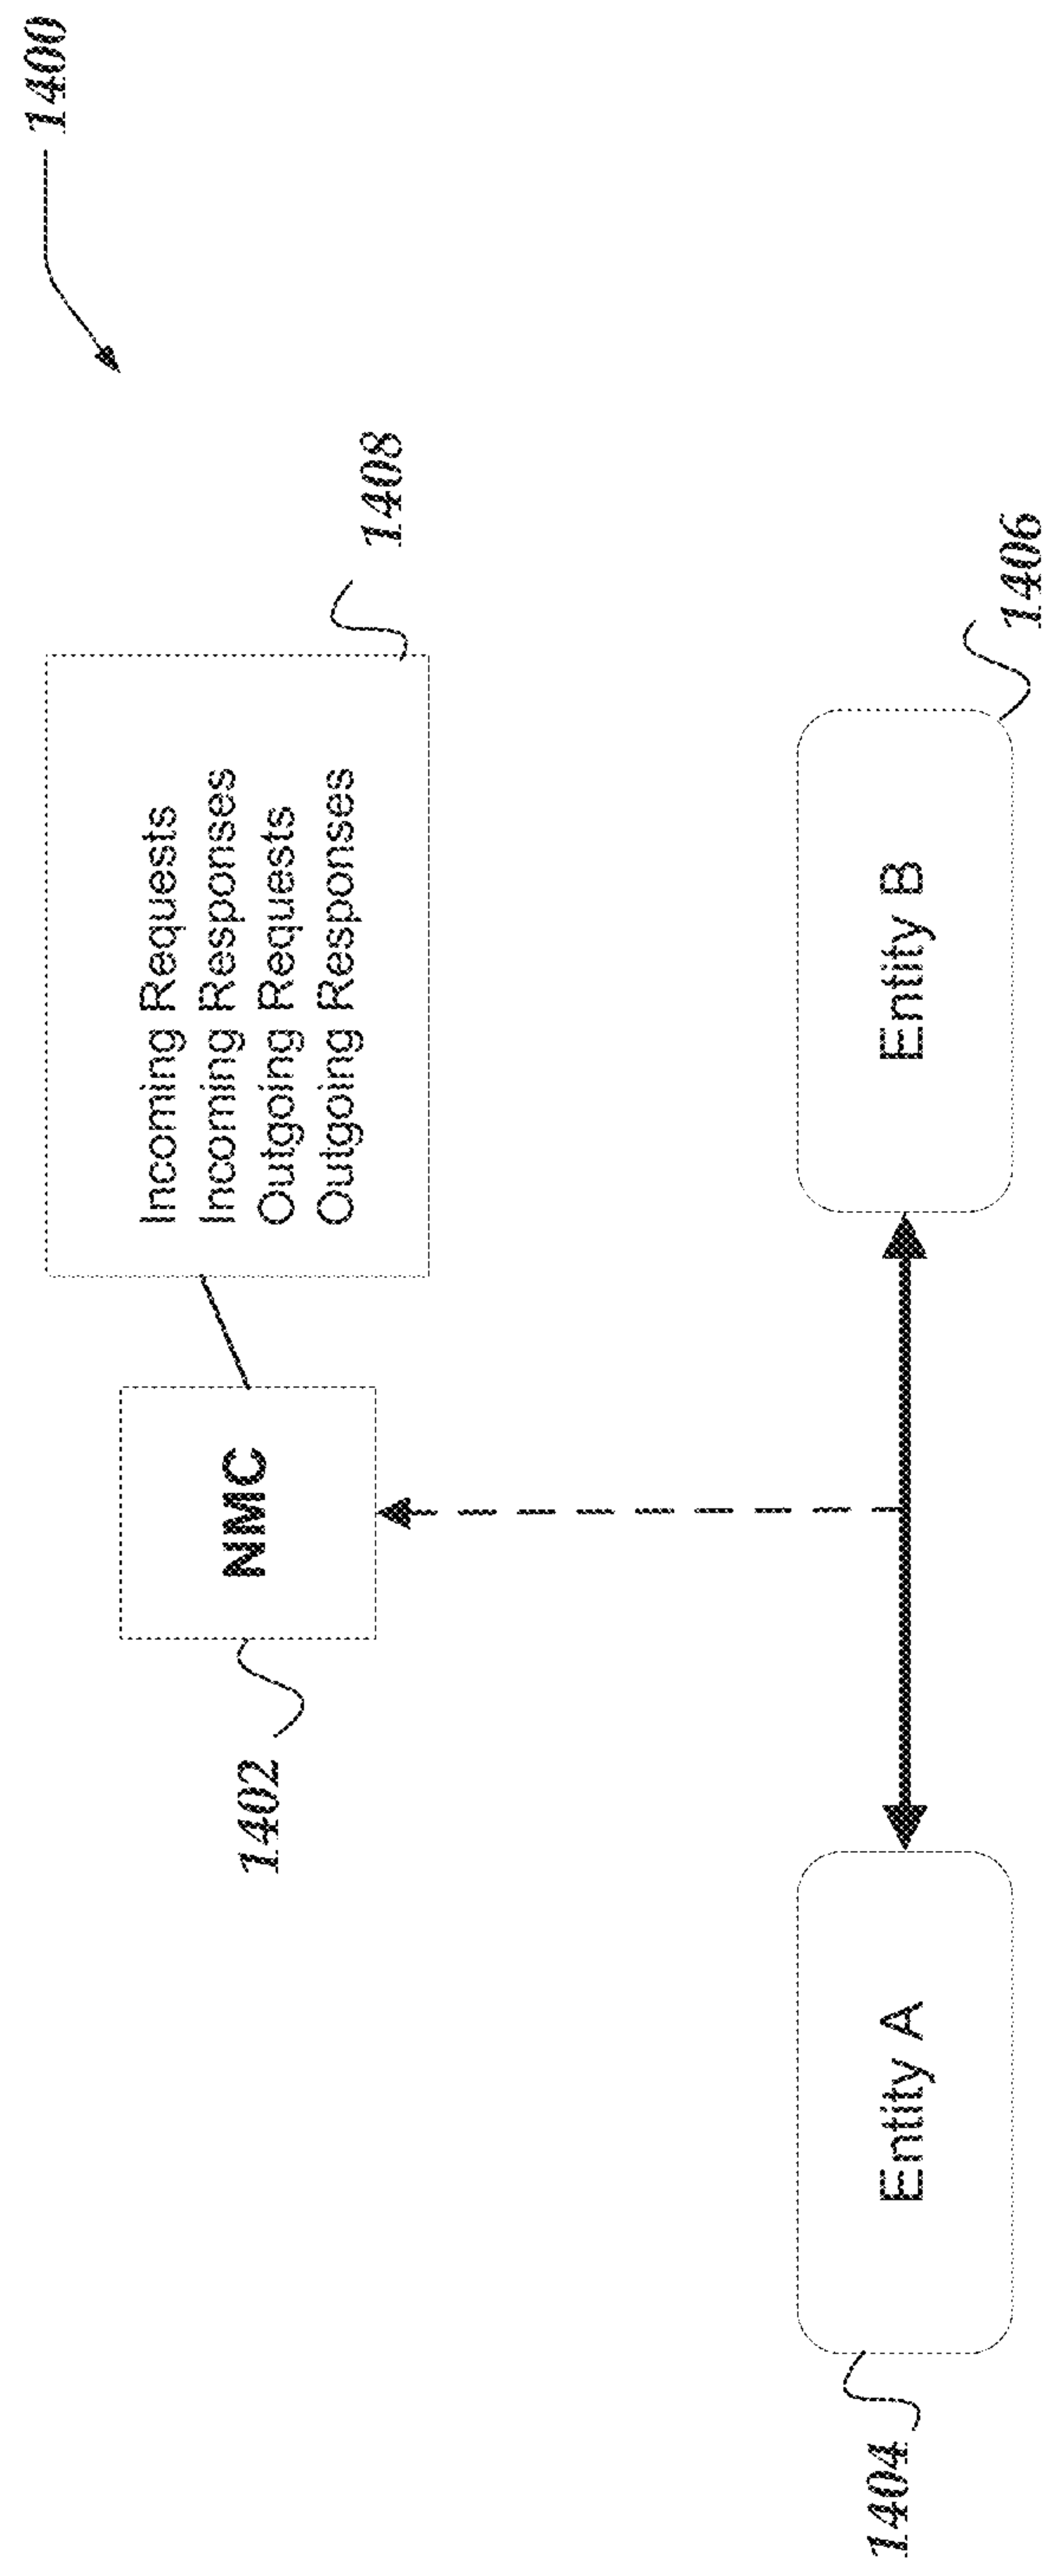 1400
1408
Incoming Requests
Incoming Responses
Outgoing Requests
Outgoing Responses
NMC
1402
1406
Entity B
Entity A
1404